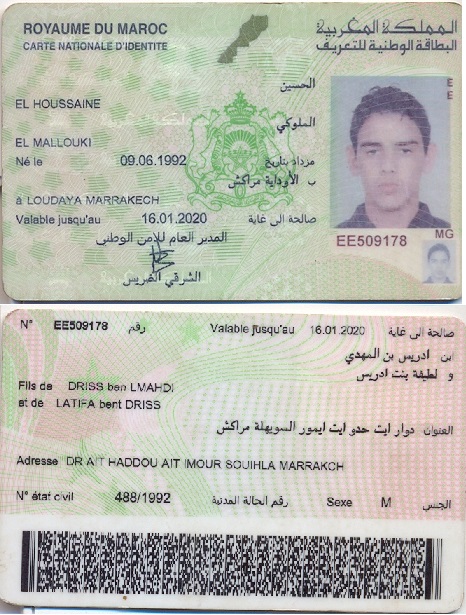 ROYAUME DU MAROC
المملكة المغربية
CARTE NATIONALE D'IDENTITE
البطاقة الوطنية للتعريف
الحسين
EL HOUSSAINE
الملوكي
EL MALLOUKI
Né le 09.06.1992 مزداد بتاريخ
ب الأوداية مراكش
à LOUDAYA MARRAKECH
Valable jusqu'au 16.01.2020 صالحة الى غاية
المدير العام للأمن الوطني
الشرقي الضريس
EE509178
MG
N° EE509178 رقم Valable jusqu'au 16.01.2020 صالحة الى غاية
ابن ادريس بن المهدي
و لطيفة بنت ادريس
Fils de DRISS ben LMAHDI
et de LATIFA bent DRISS
العنوان دوار ايت حدو ايت ايمور السويهلة مراكش
Adresse DR AIT HADDOU AIT IMOUR SOUIHLA MARRAKCH
N° état civil 488/1992 رقم الحالة المدنية Sexe M الجنس